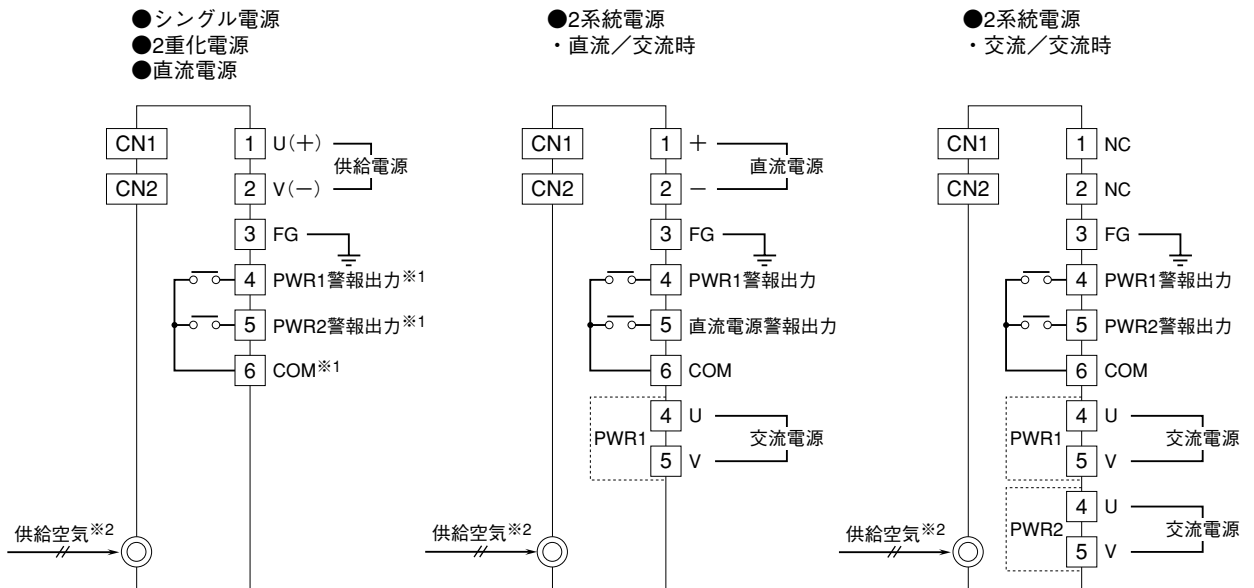 ●シングル電源
●2重化電源
●直流電源
CN1
CN2
1 U(＋)
供給電源
2 V(－)
3 FG
4 PWR1警報出力※1
5 PWR2警報出力※1
6 COM※1
供給空気※2
●2系統電源
・直流／交流時
CN1
CN2
1 ＋
直流電源
2 －
3 FG
4 PWR1警報出力
5 直流電源警報出力
6 COM
PWR1
4 U
交流電源
5 V
供給空気※2
●2系統電源
・交流／交流時
CN1
CN2
1 NC
2 NC
3 FG
4 PWR1警報出力
5 PWR2警報出力
6 COM
PWR1
4 U
交流電源
5 V
PWR2
4 U
交流電源
5 V
供給空気※2